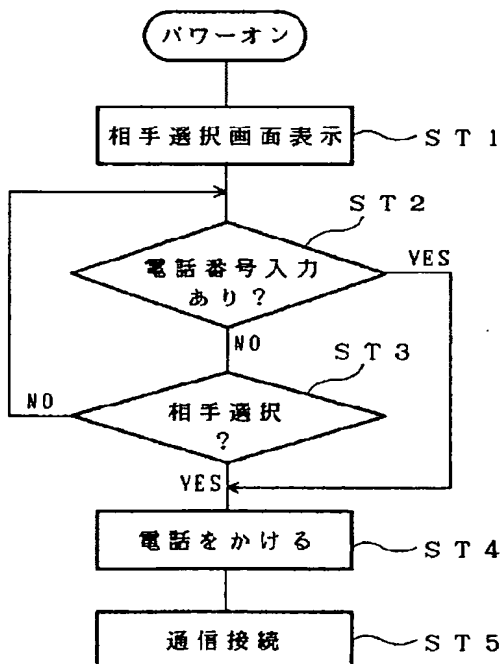 パワーオン
相手選択画面表示
ST1
ST2
電話番号入力
あり?
YES
NO
ST3
NO
相手選択
?
YES
電話をかける
ST4
通信接続
ST5